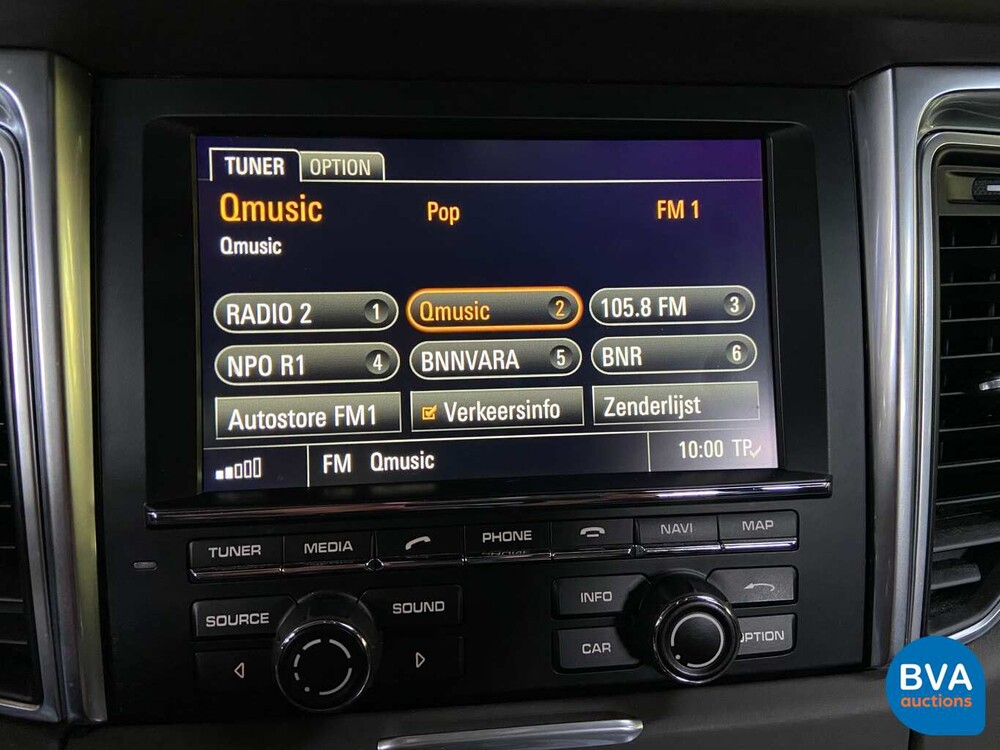 TUNER OPTION
Qmusic Pop FM 1
Qmusic
RADIO 2 1 Qmusic 2 105.8 FM 3
NPO R1 4 BNNVARA 5 BNR 6
Autostore FM1 Verkeersinfo Zenderlijst
FM Qmusic 10:00 TP
TUNER MEDIA PHONE NAVI MAP
SOURCE SOUND INFO
CAR OPTION
BVA
auctions